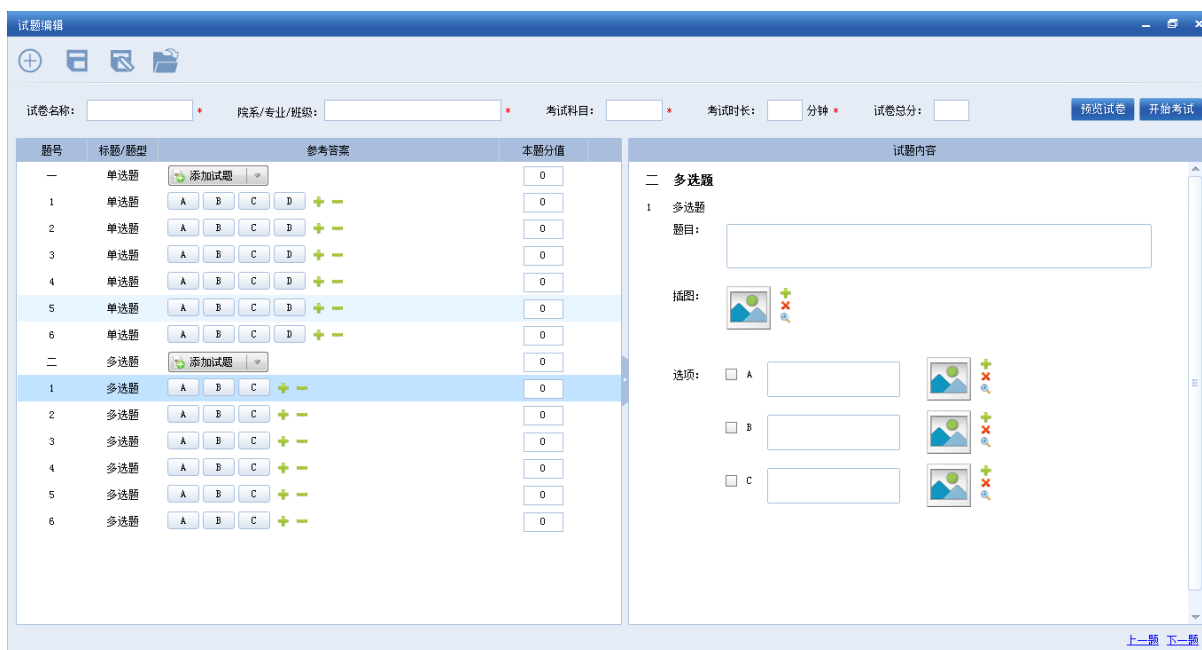 试题编辑
试卷名称: * 院系/专业/班级: * 考试科目: * 考试时长: 分钟 * 试卷总分: 预览试卷 开始考试
题号 标题/题型 参考答案 本题分值 试题内容
一 单选题 添加试题 0
1 单选题 A B C D 0
2 单选题 A B C D 0
3 单选题 A B C D 0
4 单选题 A B C D 0
5 单选题 A B C D 0
6 单选题 A B C D 0
二 多选题 添加试题 0
1 多选题 A B C 0
2 多选题 A B C 0
3 多选题 A B C 0
4 多选题 A B C 0
5 多选题 A B C 0
6 多选题 A B C 0
二 多选题
1 多选题
题目:
插图:
选项: A
B
C
上一题 下一题